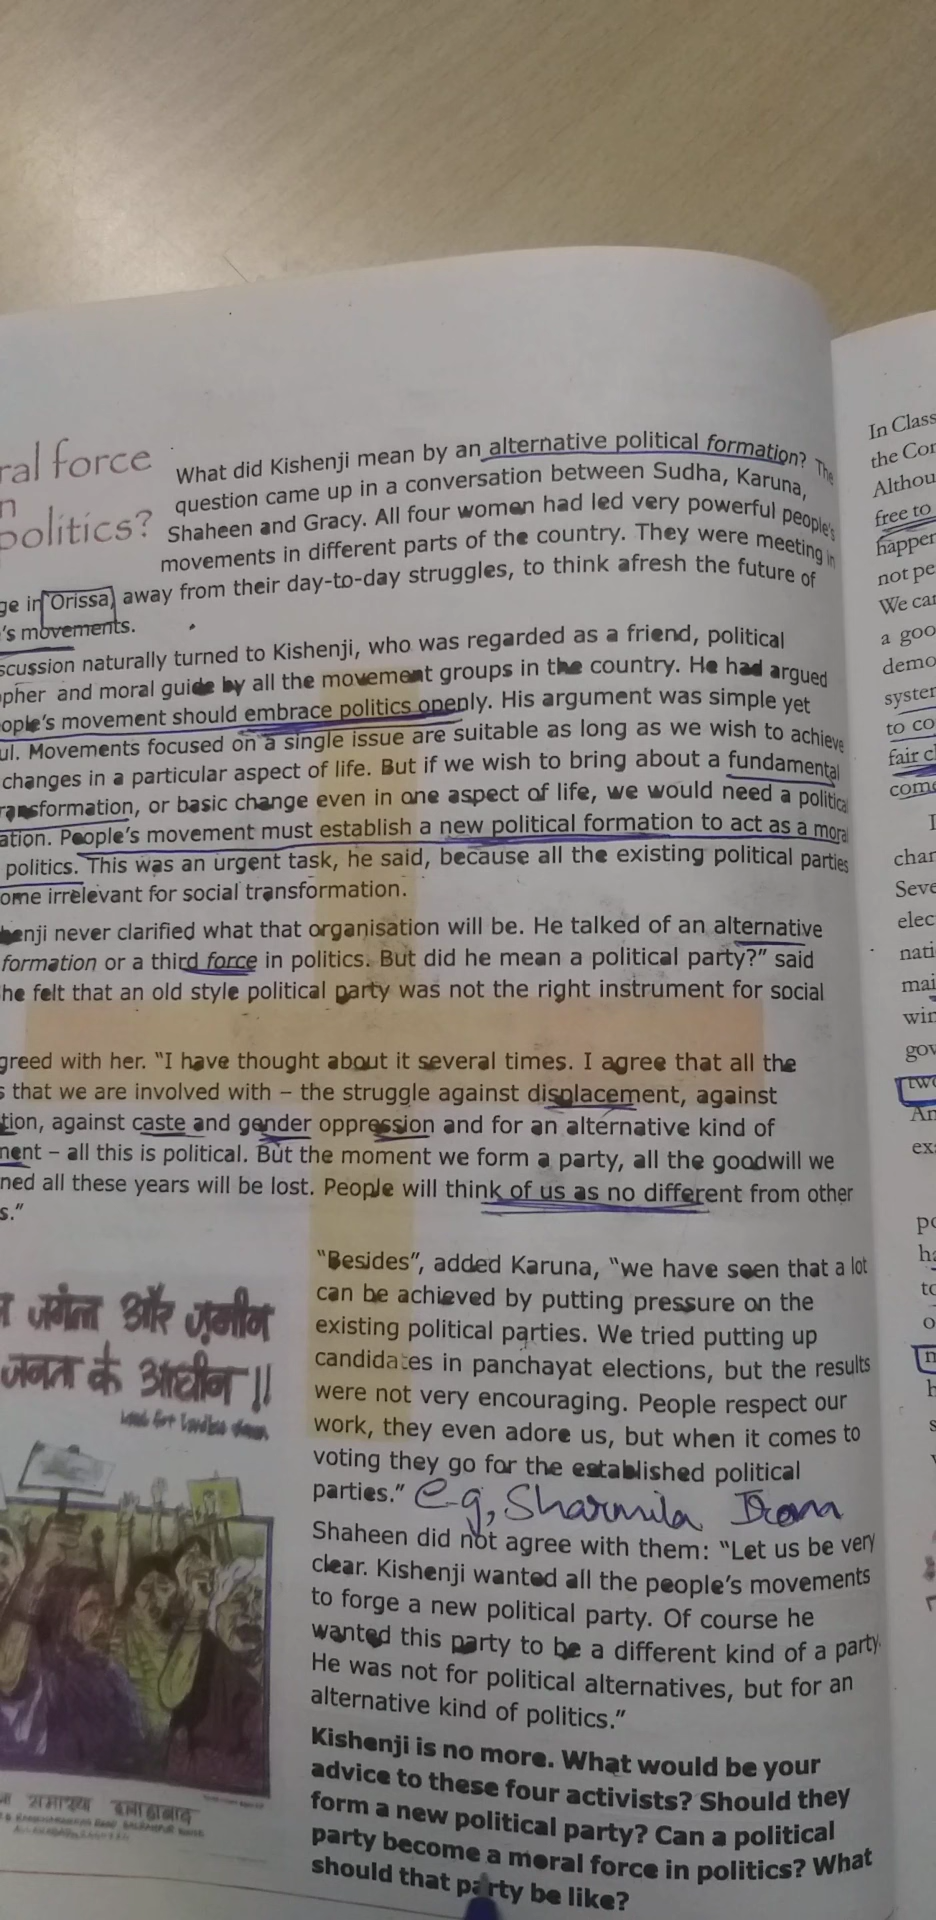 ral force
n
politics?
What did Kishenji mean by an alternative political formation? The
question came up in a conversation between Sudha, Karuna,
Shaheen and Gracy. All four women had led very powerful people's
movements in different parts of the country. They were meeting in
ge in Orissa, away from their day-to-day struggles, to think afresh the future of
's movements.
scussion naturally turned to Kishenji, who was regarded as a friend, political
opher and moral guide by all the movement groups in the country. He had argued
ople's movement should embrace politics openly. His argument was simple yet
ul. Movements focused on a single issue are suitable as long as we wish to achieve
changes in a particular aspect of life. But if we wish to bring about a fundamental
ransformation, or basic change even in one aspect of life, we would need a political
ation. People's movement must establish a new political formation to act as a moral
politics. This was an urgent task, he said, because all the existing political parties
ome irrelevant for social transformation.
henji never clarified what that organisation will be. He talked of an alternative
formation or a third force in politics. But did he mean a political party?" said
he felt that an old style political party was not the right instrument for social
greed with her. "I have thought about it several times. I agree that all the
s that we are involved with – the struggle against displacement, against
tion, against caste and gender oppression and for an alternative kind of
ment – all this is political. But the moment we form a party, all the goodwill we
ned all these years will be lost. People will think of us as no different from other
s."
"Besides", added Karuna, "we have seen that a lot
can be achieved by putting pressure on the
existing political parties. We tried putting up
candidates in panchayat elections, but the results
were not very encouraging. People respect our
work, they even adore us, but when it comes to
voting they go for the established political
parties." e.g, Sharmila Irom
Shaheen did not agree with them: "Let us be very
clear. Kishenji wanted all the people's movements
to forge a new political party. Of course he
wanted this party to be a different kind of a party.
He was not for political alternatives, but for an
alternative kind of politics."
Kishenji is no more. What would be your
advice to these four activists? Should they
form a new political party? Can a political
party become a moral force in politics? What
should that party be like?
जंगल और ज़मीन
जनता के आधीन !!
In Class
the Cor
Althou
free to
happer
not pe
We car
a goo
demo
syster
to co
fair cl
come
I
char
Seve
elec
nati
mai
win
gov
two
An
ex
po
ha
to
o